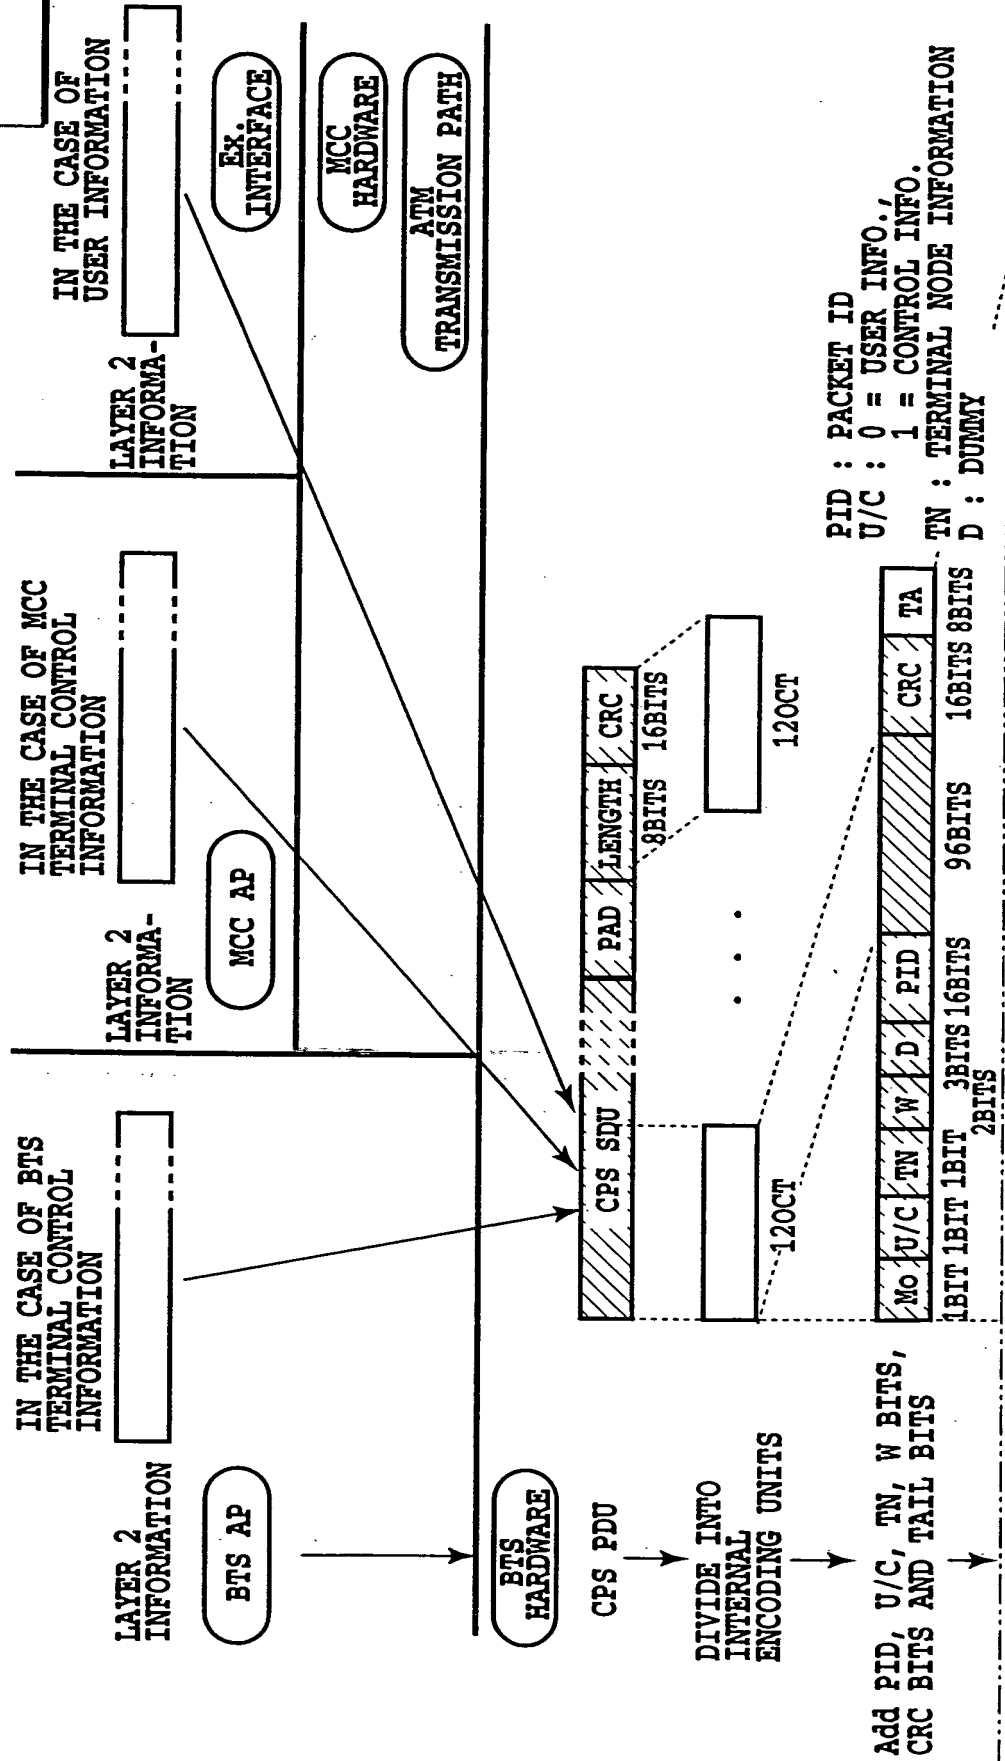 IN THE CASE OF BTS
TERMINAL CONTROL
INFORMATION
IN THE CASE OF MCC
TERMINAL CONTROL
INFORMATION
IN THE CASE OF
USER INFORMATION
LAYER 2
INFORMATION
LAYER 2
INFORMA-
TION
LAYER 2
INFORMA-
TION
BTS AP
MCC AP
Ex.
INTERFACE
MCC
HARDWARE
ATM
TRANSMISSION PATH
BTS
HARDWARE
CPS PDU
CPS SDU
PAD
LENGTH
CRC
8BITS
16BITS
DIVIDE INTO
INTERNAL
ENCODING UNITS
12OCT
12OCT
PID : PACKET ID
U/C : 0 = USER INFO.,
1 = CONTROL INFO.
TN : TERMINAL NODE INFORMATION
D : DUMMY
Add PID, U/C, TN, W BITS,
CRC BITS AND TAIL BITS
Mo
U/C
TN
W
D
PID
CRC
TA
1BIT
1BIT
1BIT
2BITS
3BITS
16BITS
96BITS
16BITS
8BITS